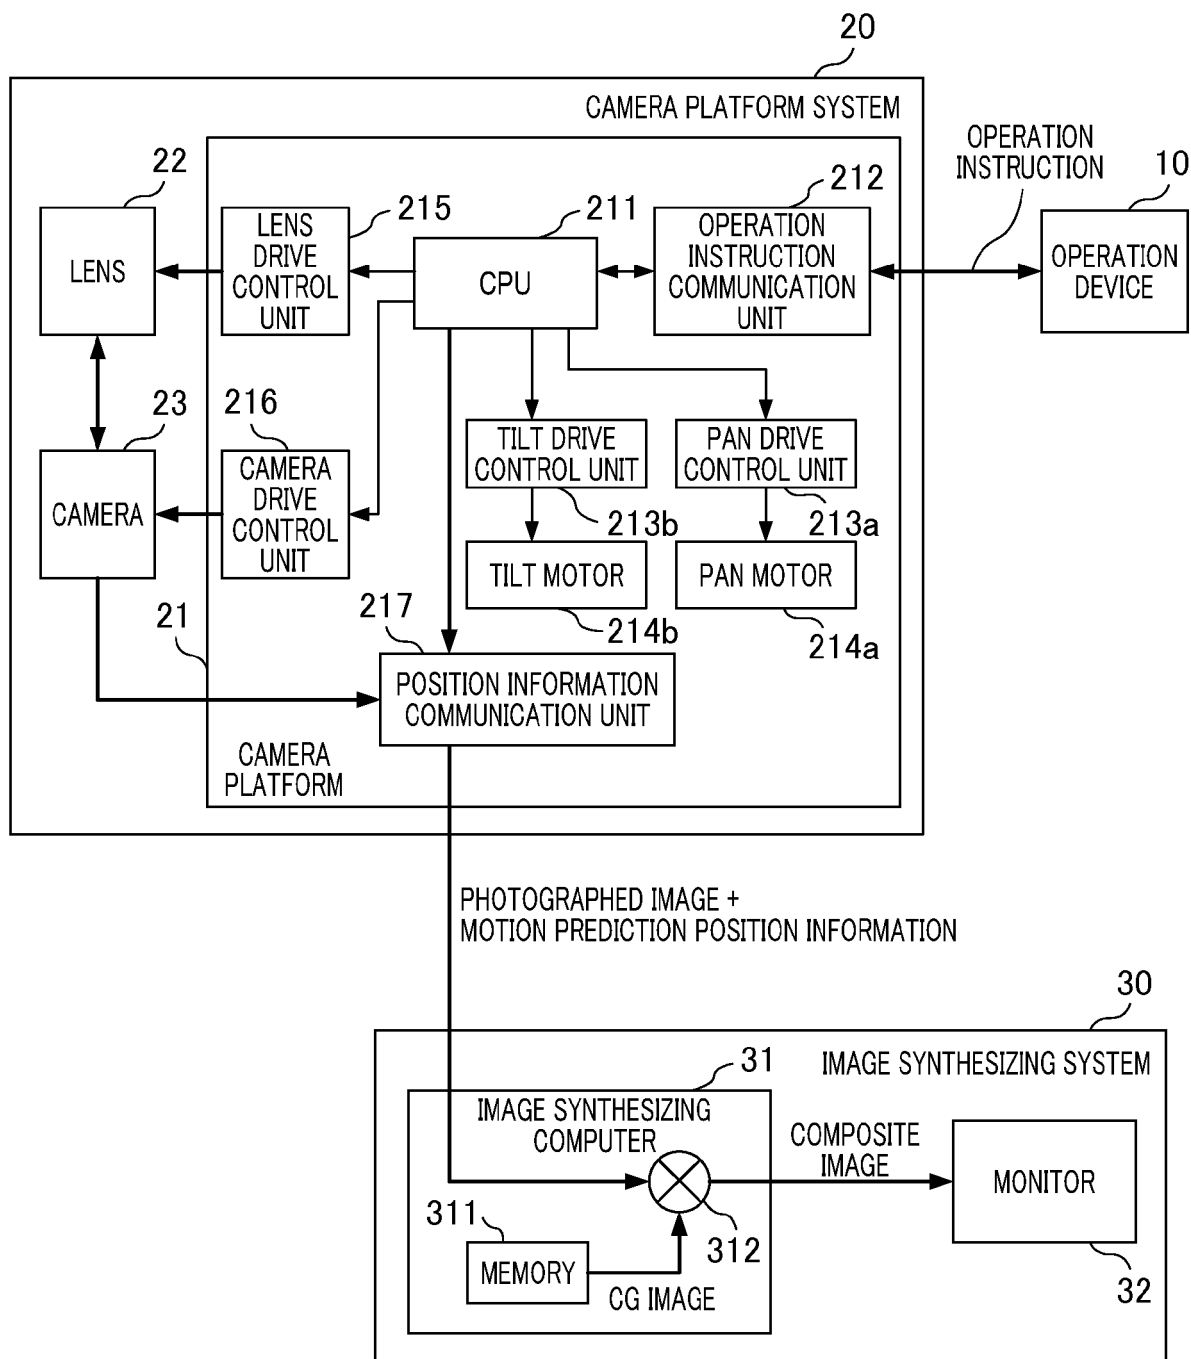 20
CAMERA PLATFORM SYSTEM
OPERATION
INSTRUCTION
10
OPERATION
DEVICE
22
LENS
215
LENS
DRIVE
CONTROL
UNIT
211
CPU
212
OPERATION
INSTRUCTION
COMMUNICATION
UNIT
23
CAMERA
216
CAMERA
DRIVE
CONTROL
UNIT
TILT DRIVE
CONTROL UNIT
213b
PAN DRIVE
CONTROL UNIT
213a
TILT MOTOR
214b
PAN MOTOR
214a
21
217
POSITION INFORMATION
COMMUNICATION UNIT
CAMERA
PLATFORM
PHOTOGRAPHED IMAGE +
MOTION PREDICTION POSITION INFORMATION
30
IMAGE SYNTHESIZING SYSTEM
31
IMAGE SYNTHESIZING
COMPUTER
COMPOSITE
IMAGE
MONITOR
32
311
MEMORY
312
CG IMAGE